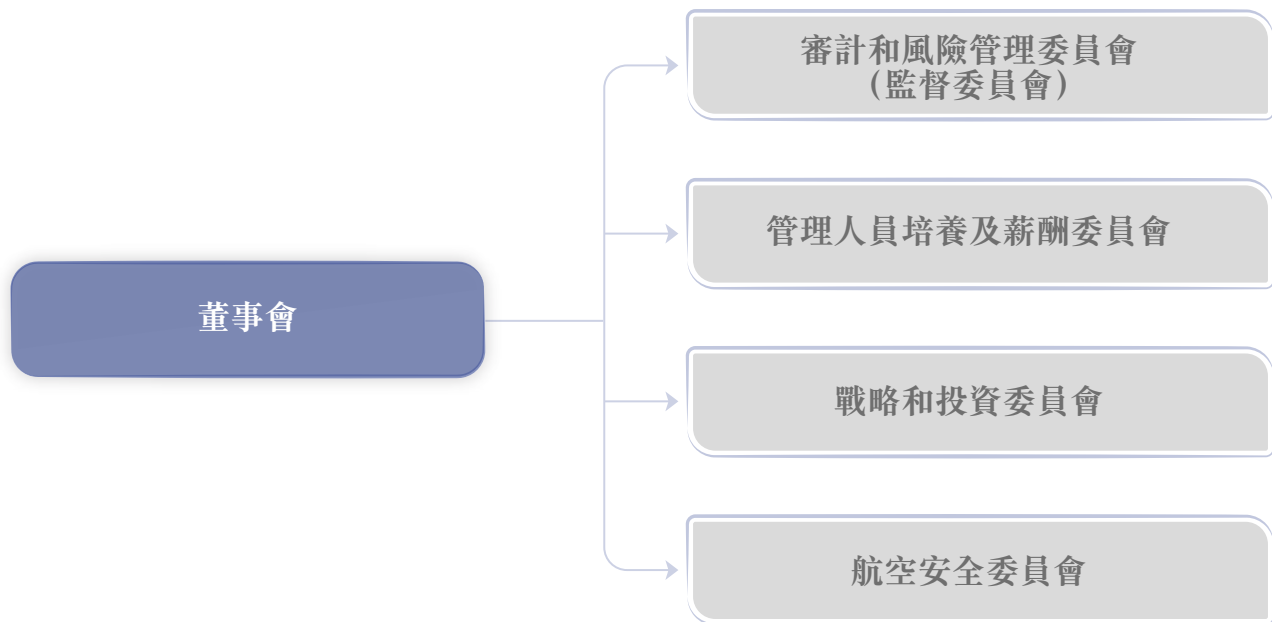 審計和風險管理委員會
（監督委員會）
管理人員培養及薪酬委員會
董事會
戰略和投資委員會
航空安全委員會